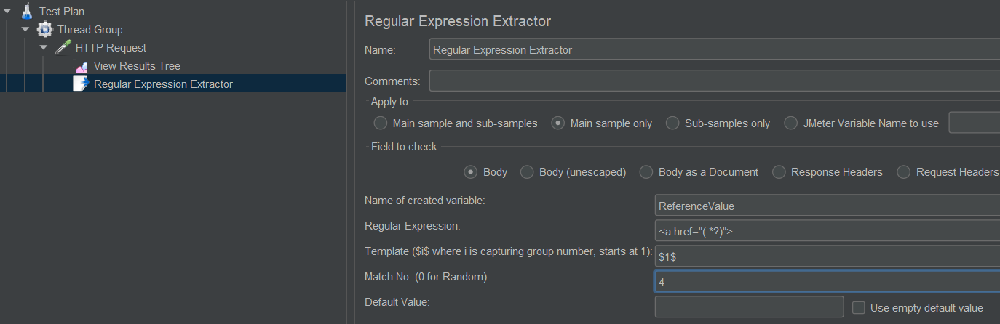 Test Plan
Thread Group
HTTP Request
View Results Tree
Regular Expression Extractor
Regular Expression Extractor
Name: Regular Expression Extractor
Comments:
Apply to:
Main sample and sub-samples Main sample only Sub-samples only JMeter Variable Name to use
Field to check
Body Body (unescaped) Body as a Document Response Headers Request Headers
Name of created variable: ReferenceValue
Regular Expression: <a href="(.*?)">
Template ($i$ where i is capturing group number, starts at 1): $1$
Match No. (0 for Random): 4
Default Value: Use empty default value